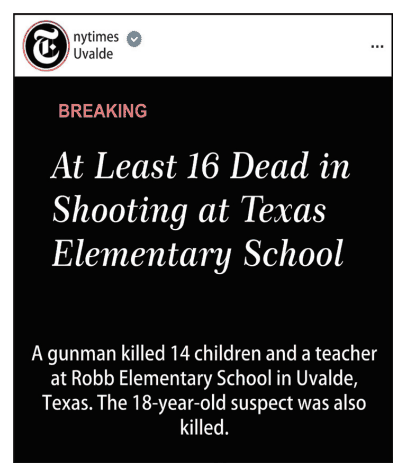 nytimes
Uvalde
BREAKING
At Least 16 Dead in
Shooting at Texas
Elementary School
A gunman killed 14 children and a teacher
at Robb Elementary School in Uvalde,
Texas. The 18-year-old suspect was also
killed.